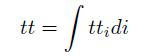 tt = ∫ tt_i di